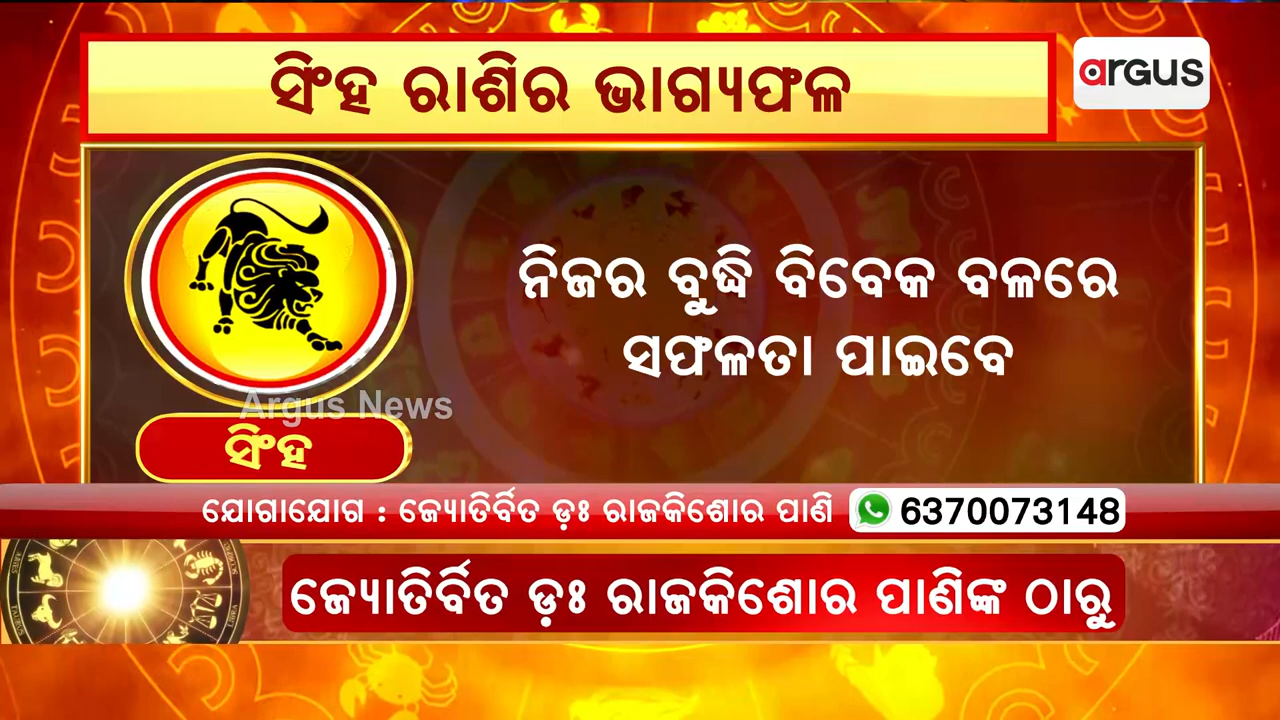 ସିଂହ ରାଶିର ଭାଗ୍ୟଫଳ
argus
ନିଜର ବୁଦ୍ଧି ବିବେକ ବଳରେ
ସଫଳତା ପାଇବେ
Argus News
ସିଂହ
ଯୋଗାଯୋଗ : ଜ୍ୟୋତିର୍ବିତ ଡ଼ଃ ରାଜକିଶୋର ପାଣି 6370073148
ଜ୍ୟୋତିର୍ବିତ ଡ଼ଃ ରାଜକିଶୋର ପାଣିଙ୍କ ଠାରୁ